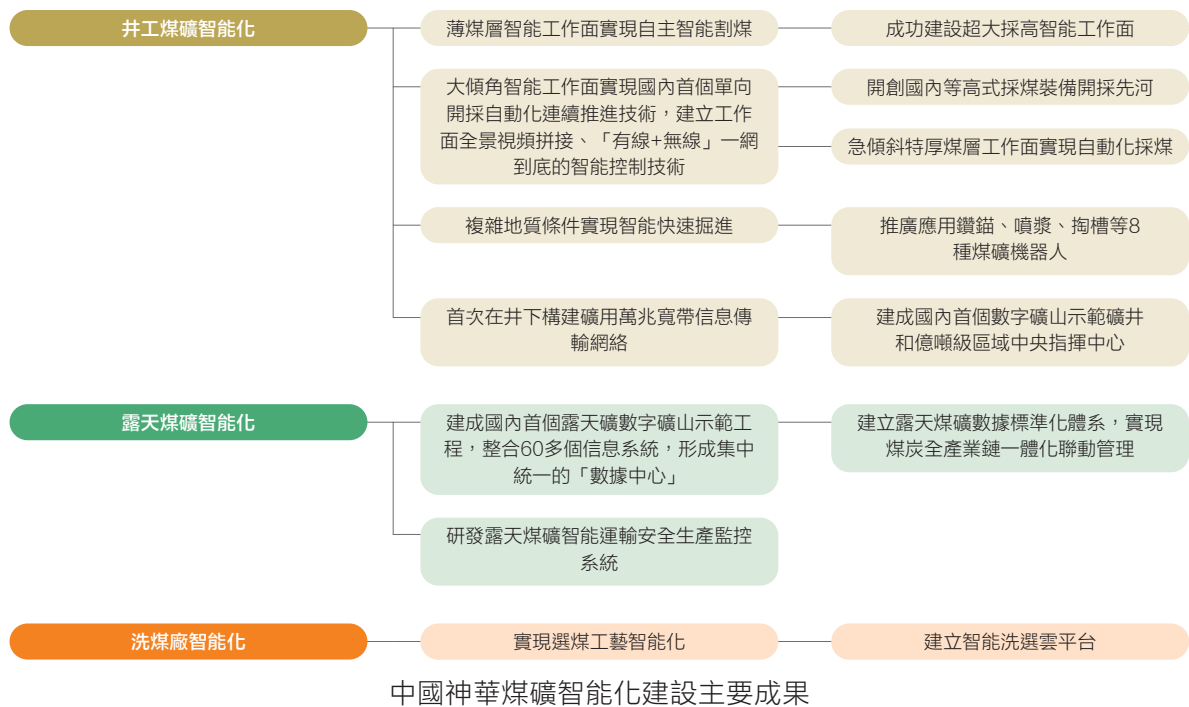 井工煤礦智能化
薄煤層智能工作面實現自主智能割煤
成功建設超大採高智能工作面
大傾角智能工作面實現國內首個單向
開採自動化連續推進技術，建立工作
面全景視頻拼接、「有線+無線」一網
到底的智能控制技術
開創國內等高式採煤裝備開採先河
急傾斜特厚煤層工作面實現自動化採煤
複雜地質條件實現智能快速掘進
推廣應用鑽錨、噴漿、掏槽等8
種煤礦機器人
首次在井下構建礦用萬兆寬帶信息傳
輸網絡
建成國內首個數字礦山示範礦井
和億噸級區域中央指揮中心
露天煤礦智能化
建成國內首個露天礦數字礦山示範工
程，整合60多個信息系統，形成集中
統一的「數據中心」
建立露天煤礦數據標準化體系，實現
煤炭全產業鏈一體化聯動管理
研發露天煤礦智能運輸安全生產監控
系統
洗煤廠智能化
實現選煤工藝智能化
建立智能洗選雲平台
中國神華煤礦智能化建設主要成果